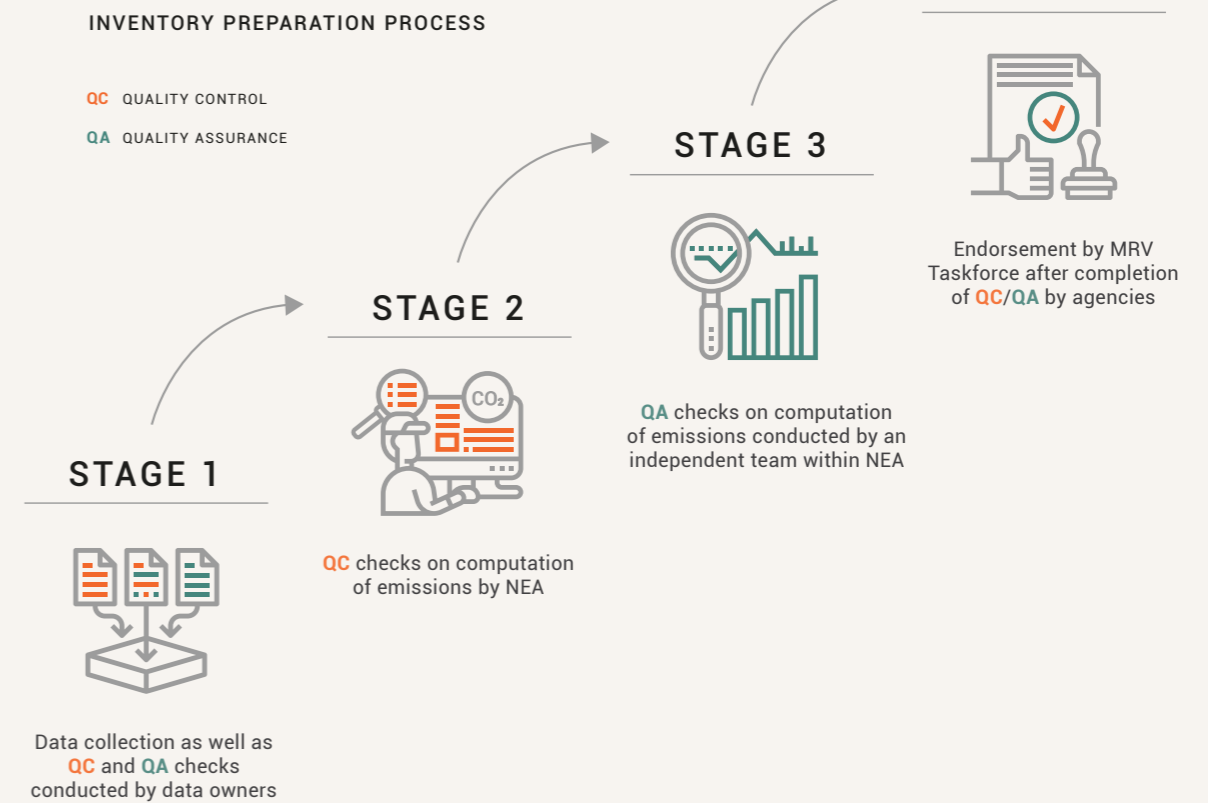 INVENTORY PREPARATION PROCESS
QC QUALITY CONTROL
QA QUALITY ASSURANCE
STAGE 1
Data collection as well as
QC and QA checks
conducted by data owners
STAGE 2
CO₂
QC checks on computation
of emissions by NEA
STAGE 3
QA checks on computation
of emissions conducted by an
independent team within NEA
Endorsement by MRV
Taskforce after completion
of QC/QA by agencies